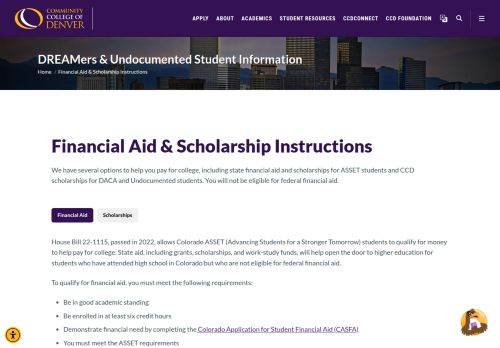 COMMUNITY
COLLEGE OF
DENVER
APPLY ABOUT ACADEMICS STUDENT RESOURCES CCDCONNECT CCD FOUNDATION
DREAMers & Undocumented Student Information
Home / Financial Aid & Scholarship Instructions
Financial Aid & Scholarship Instructions
We have several options to help you pay for college, including state financial aid and scholarships for ASSET students and CCD
scholarships for DACA and Undocumented students. You will not be eligible for federal financial aid.
Financial Aid Scholarships
House Bill 22-1115, passed in 2022, allows Colorado ASSET (Advancing Students for a Stronger Tomorrow) students to qualify for money
to help pay for college. State aid, including grants, scholarships, and work-study funds, will help open the door to higher education for
students who have attended high school in Colorado but who are not eligible for federal financial aid.
To qualify for financial aid, you must meet the following requirements:
• Be in good academic standing
• Be enrolled in at least six credit hours
• Demonstrate financial need by completing the Colorado Application for Student Financial Aid (CASFA)
• You must meet the ASSET requirements